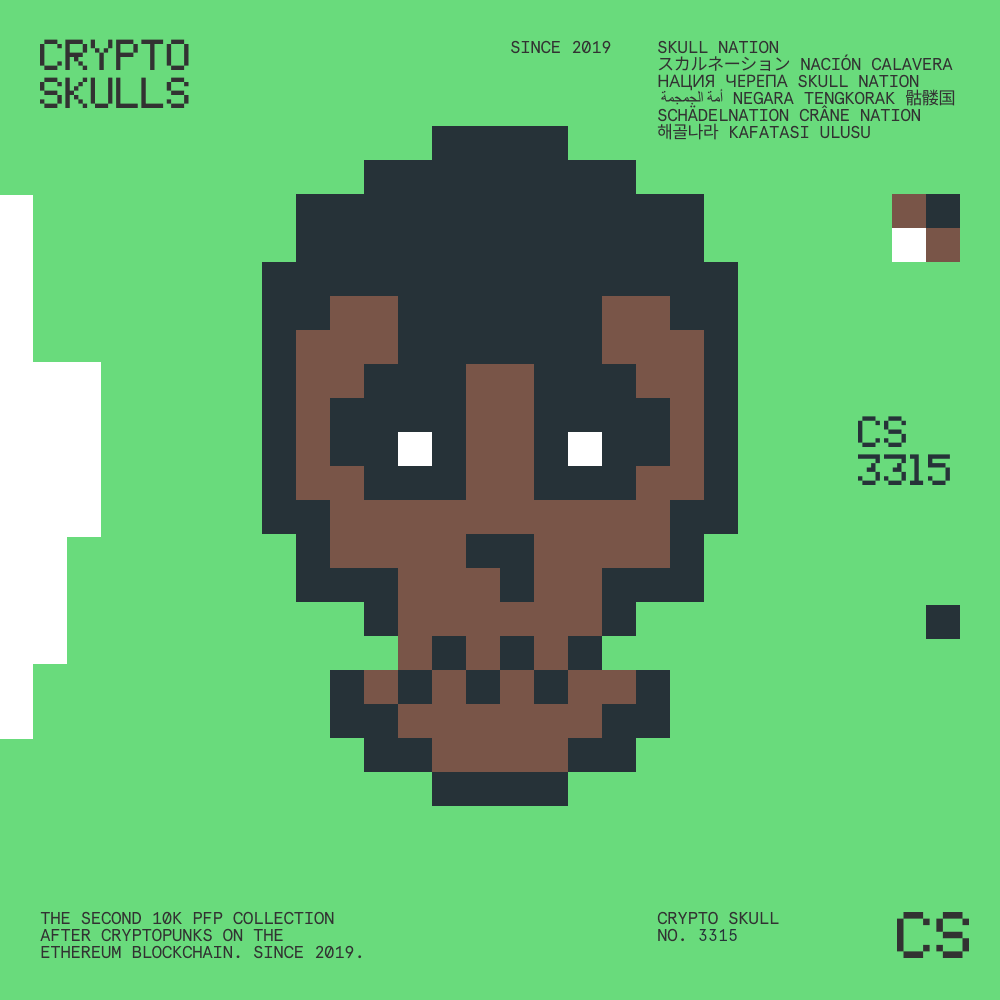 CRYPTO
SKULLS
SINCE 2019
SKULL NATION
スカルネーション NACIÓN CALAVERA
НАЦИЯ ЧЕРЕПА SKULL NATION
أمة الجمجمة NEGARA TENGKORAK 骷髅国
SCHÄDELNATION CRÂNE NATION
해골나라 KAFATASI ULUSU
CS
3315
THE SECOND 10K PFP COLLECTION
AFTER CRYPTOPUNKS ON THE
ETHEREUM BLOCKCHAIN. SINCE 2019.
CRYPTO SKULL
NO. 3315
CS